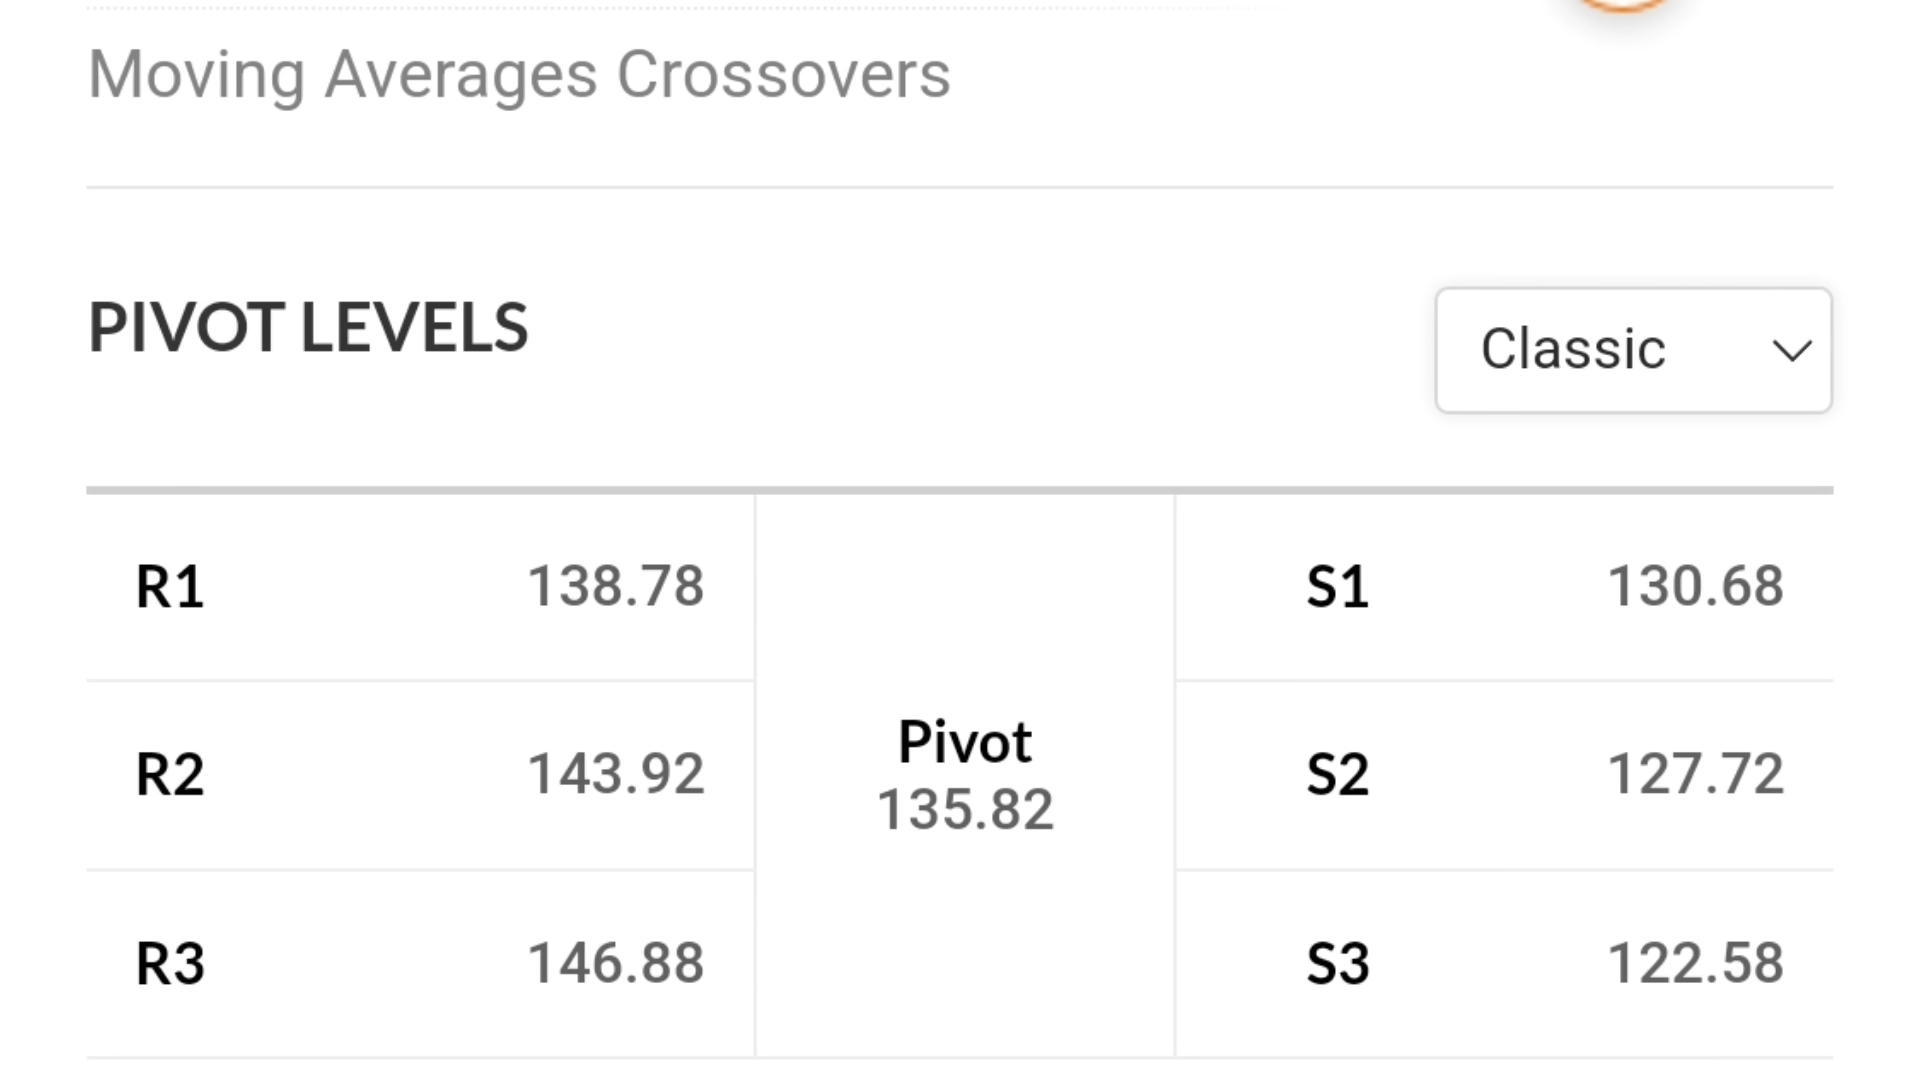 Moving Averages Crossovers
PIVOT LEVELS
Classic
R1 138.78
R2 143.92
R3 146.88
Pivot
135.82
S1 130.68
S2 127.72
S3 122.58